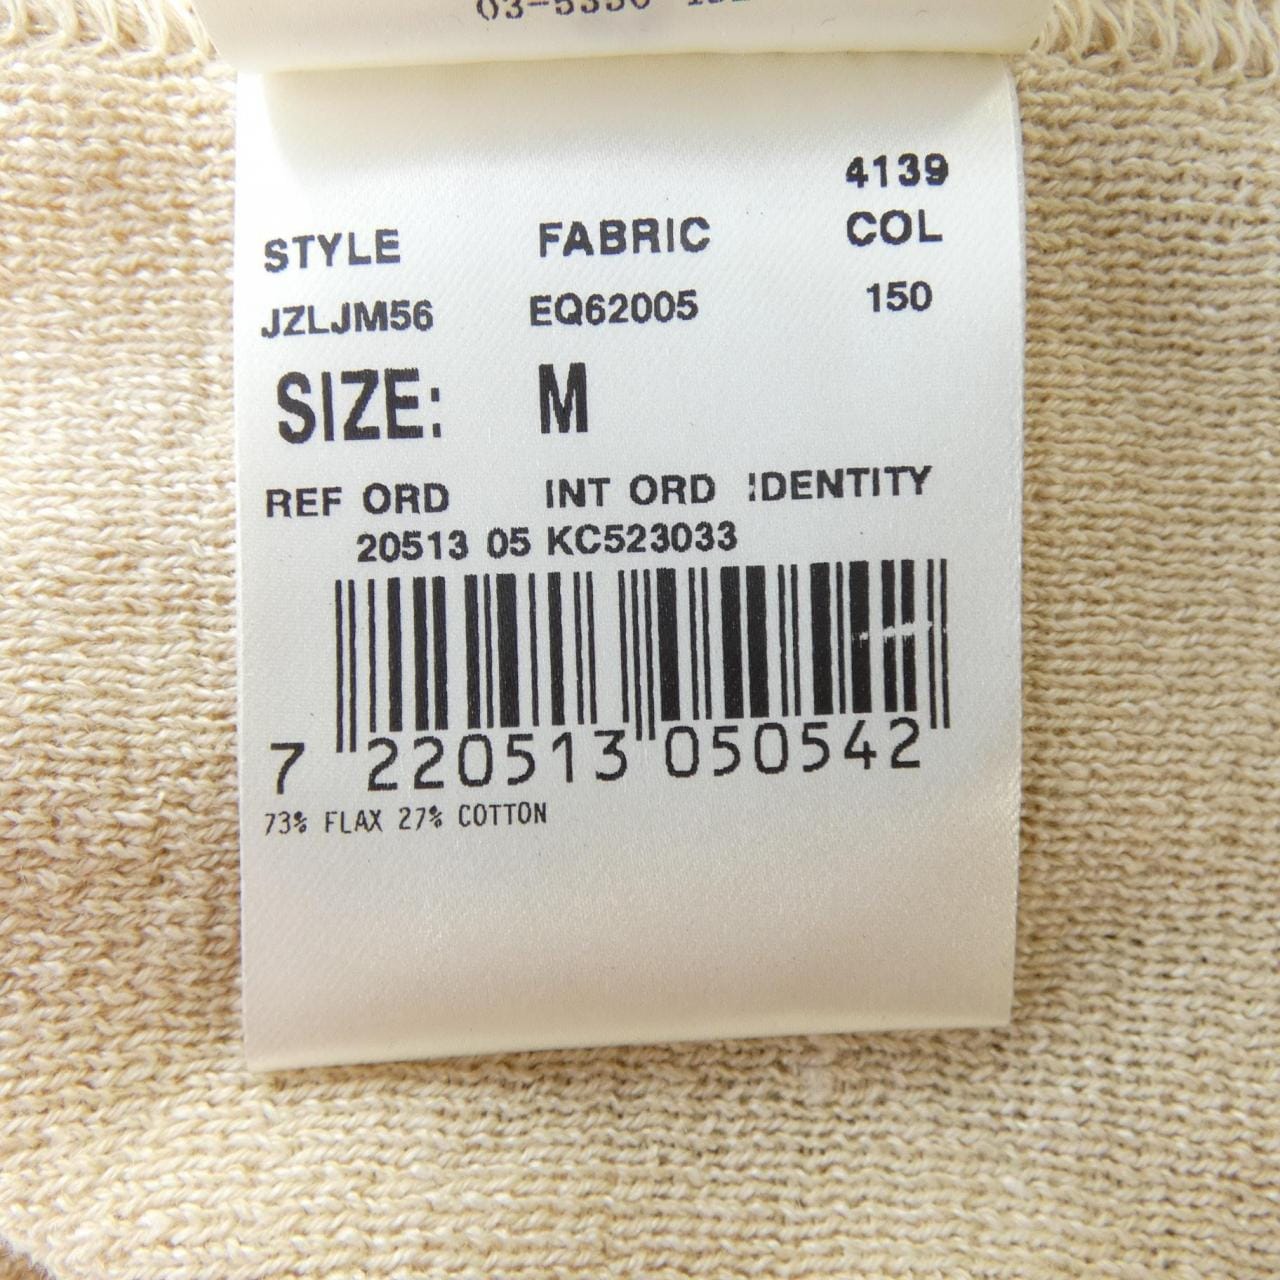 4139
STYLE FABRIC COL
JZLJM56 EQ62005 150
SIZE: M
REF ORD INT ORD IDENTITY
20513 05 KC523033
7 220513 050542
73% FLAX 27% COTTON